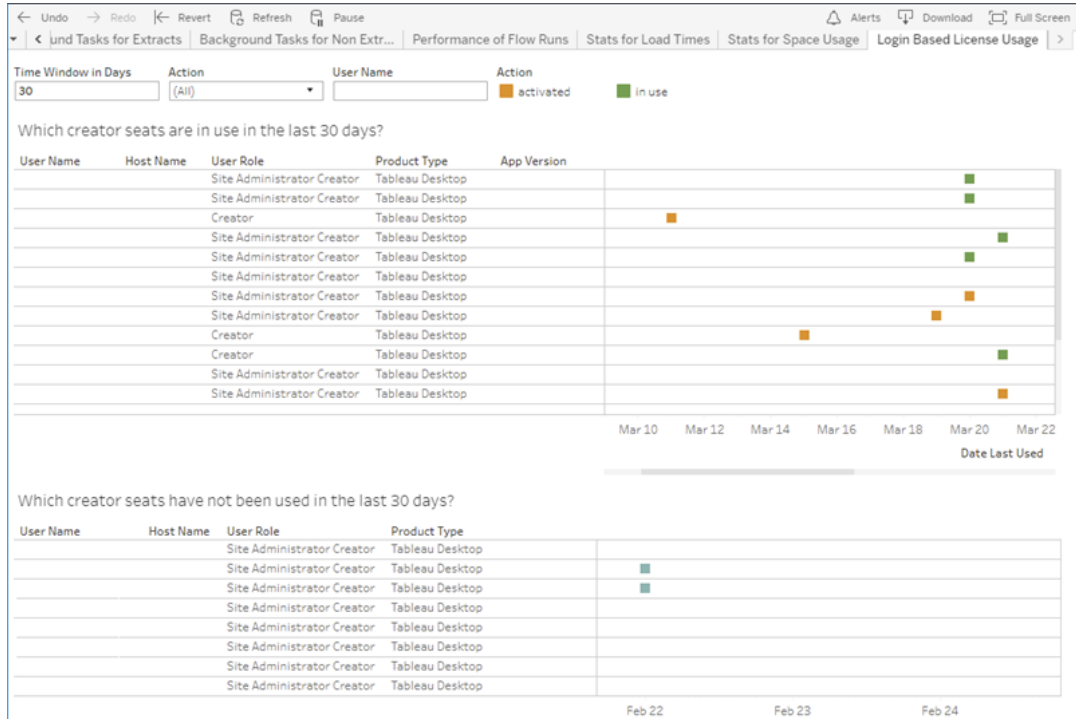 Undo Redo Revert Refresh Pause Alerts Download Full Screen
und Tasks for Extracts Background Tasks for Non Extr... Performance of Flow Runs Stats for Load Times Stats for Space Usage Login Based License Usage
Time Window in Days Action User Name Action
30 (All) activated in use
Which creator seats are in use in the last 30 days?
User Name Host Name User Role Product Type App Version
Site Administrator Creator Tableau Desktop
Site Administrator Creator Tableau Desktop
Creator Tableau Desktop
Site Administrator Creator Tableau Desktop
Site Administrator Creator Tableau Desktop
Site Administrator Creator Tableau Desktop
Site Administrator Creator Tableau Desktop
Site Administrator Creator Tableau Desktop
Creator Tableau Desktop
Creator Tableau Desktop
Site Administrator Creator Tableau Desktop
Site Administrator Creator Tableau Desktop
Mar 10 Mar 12 Mar 14 Mar 16 Mar 18 Mar 20 Mar 22
Date Last Used
Which creator seats have not been used in the last 30 days?
User Name Host Name User Role Product Type
Site Administrator Creator Tableau Desktop
Site Administrator Creator Tableau Desktop
Site Administrator Creator Tableau Desktop
Site Administrator Creator Tableau Desktop
Site Administrator Creator Tableau Desktop
Site Administrator Creator Tableau Desktop
Site Administrator Creator Tableau Desktop
Site Administrator Creator Tableau Desktop
Feb 22 Feb 23 Feb 24